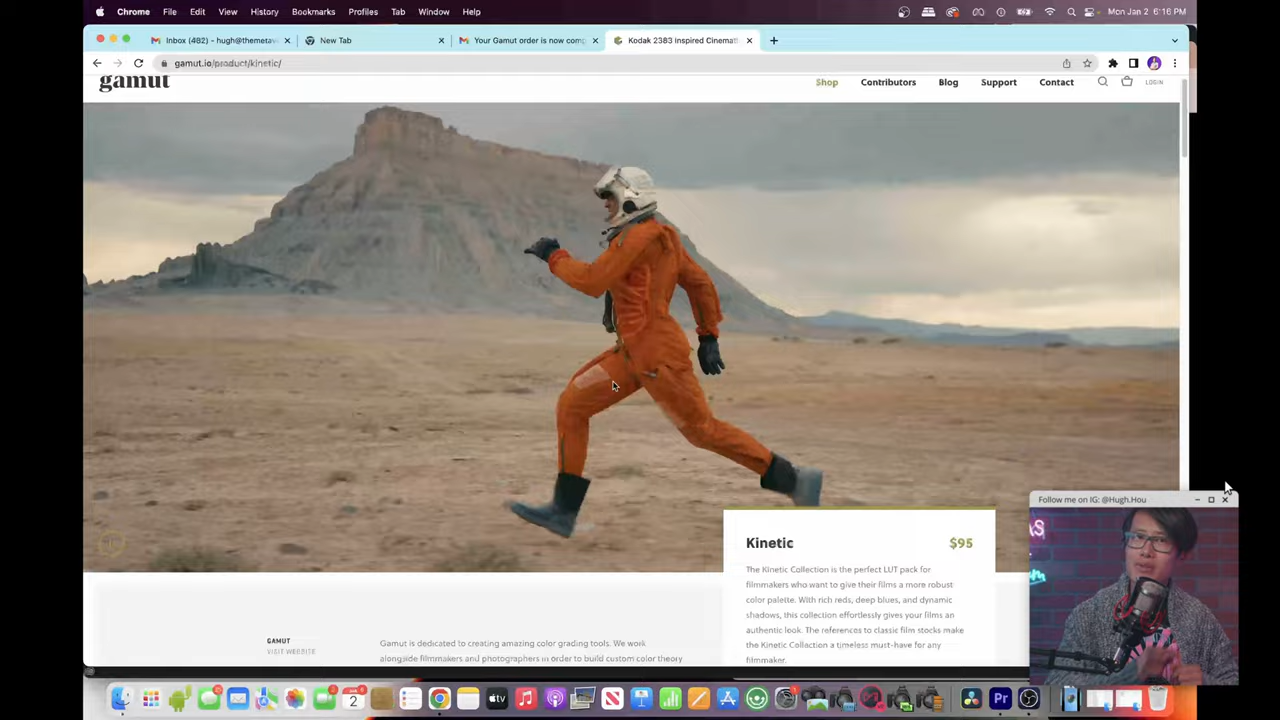 Chrome File Edit View History Bookmarks Profiles Tab Window Help Mon Jan 2 6:16 PM
Inbox (482) - hugh@themetav New Tab Your Gamut order is now comp Kodak 2383 Inspired Cinemati
gamut.io/product/kinetic/
gamut Shop Contributors Blog Support Contact LOGIN
Kinetic $95
The Kinetic Collection is the perfect LUT pack for
filmmakers who want to give their films a more robust
color palette. With rich reds, deep blues, and dynamic
shadows, this collection effortlessly gives your films an
authentic look. The references to classic film stocks make
the Kinetic Collection a timeless must-have for any
filmmaker.
GAMUT
VISIT WEBSITE
Gamut is dedicated to creating amazing color grading tools. We work
alongside filmmakers and photographers in order to build custom color theory
Follow me on IG: @Hugh.Hou
AS
2
tv
Pr